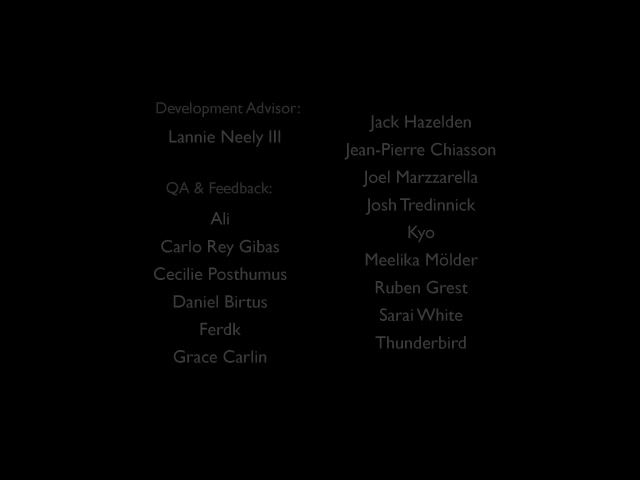 Development Advisor:
Lannie Neely III
QA & Feedback:
Ali
Carlo Rey Gibas
Cecilie Posthumus
Daniel Birtus
Ferdk
Grace Carlin
Jack Hazelden
Jean-Pierre Chiasson
Joel Marzzarella
Josh Tredinnick
Kyo
Meelika Mölder
Ruben Grest
Sarai White
Thunderbird